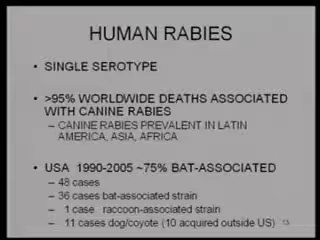 HUMAN RABIES
• SINGLE SEROTYPE
• >95% WORLDWIDE DEATHS ASSOCIATED
WITH CANINE RABIES
– CANINE RABIES PREVALENT IN LATIN
AMERICA, ASIA, AFRICA
• USA 1990-2005 ~75% BAT-ASSOCIATED
– 48 cases
– 36 cases bat-associated strain
– 1 case raccoon-associated strain
– 11 cases dog/coyote (10 acquired outside US)